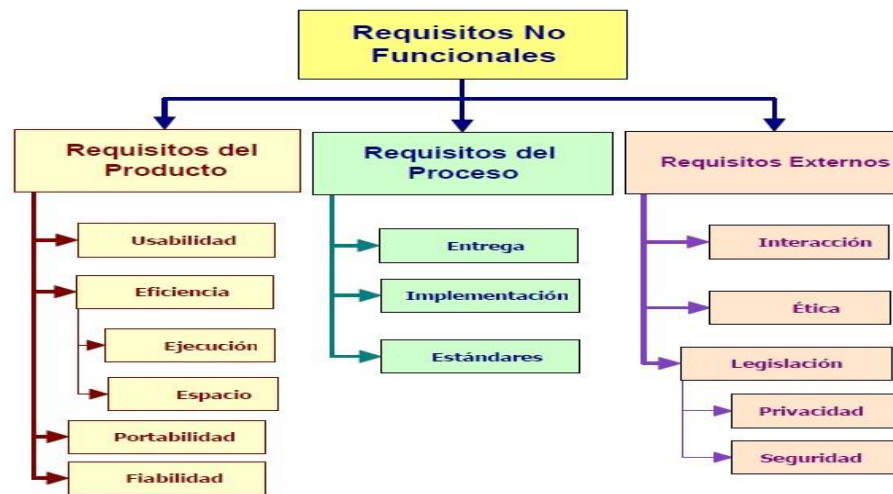 Requisitos No
Funcionales
Requisitos del
Producto
Usabilidad
Eficiencia
Ejecución
Espacio
Portabilidad
Fiabilidad
Requisitos del
Proceso
Entrega
Implementación
Estándares
Requisitos Externos
Interacción
Ética
Legislación
Privacidad
Seguridad